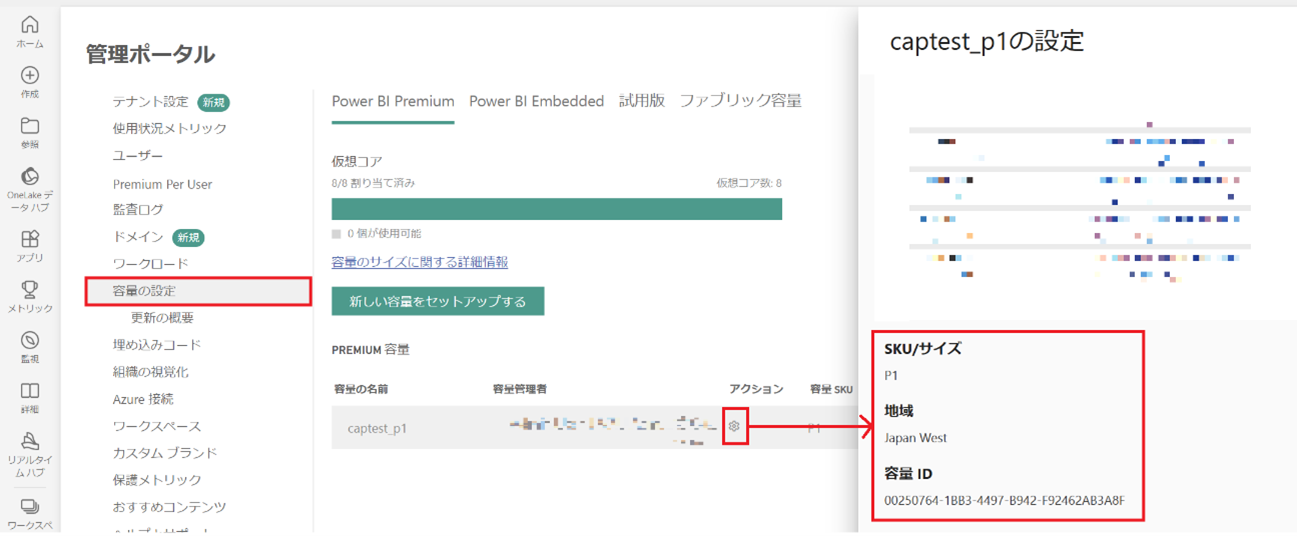 ホーム
作成
参照
OneLake デ
ータ ハブ
アプリ
メトリック
監視
詳細
リアルタイ
ム ハブ
ワークスペ
管理ポータル
テナント設定 新規
使用状況メトリック
ユーザー
Premium Per User
監査ログ
ドメイン 新規
ワークロード
容量の設定
更新の概要
埋め込みコード
組織の視覚化
Azure 接続
ワークスペース
カスタム ブランド
保護メトリック
おすすめコンテンツ
Power BI Premium Power BI Embedded 試用版 ファブリック容量
仮想コア
8/8 割り当て済み 仮想コア数: 8
0 個が使用可能
容量のサイズに関する詳細情報
新しい容量をセットアップする
PREMIUM 容量
容量の名前 容量管理者 アクション 容量 SKU
captest_p1 P1
captest_p1の設定
SKU/サイズ
P1
地域
Japan West
容量 ID
00250764-1BB3-4497-B942-F92462AB3A8F